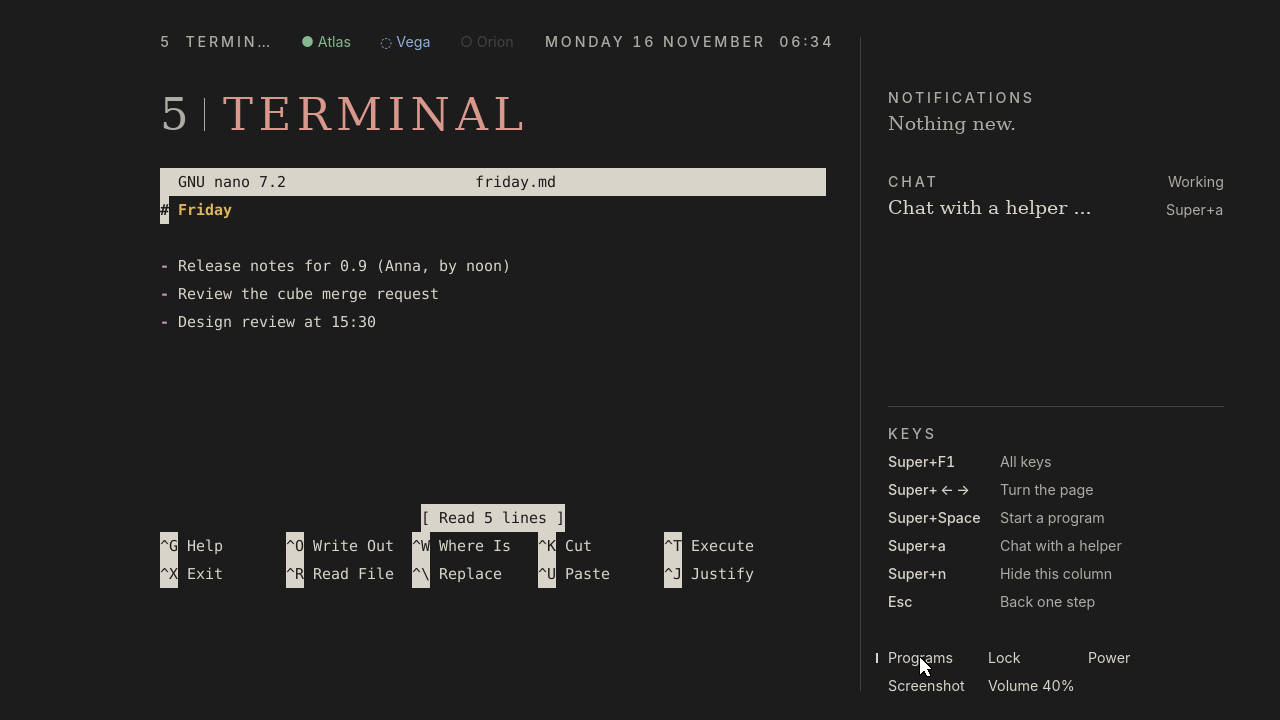 5 TERMIN… Atlas Vega Orion MONDAY 16 NOVEMBER 06:34
5 TERMINAL
GNU nano 7.2 friday.md
# Friday
- Release notes for 0.9 (Anna, by noon)
- Review the cube merge request
- Design review at 15:30
[ Read 5 lines ]
^G Help ^O Write Out ^W Where Is ^K Cut ^T Execute
^X Exit ^R Read File ^\ Replace ^U Paste ^J Justify
NOTIFICATIONS
Nothing new.
CHAT Working
Chat with a helper … Super+a
KEYS
Super+F1 All keys
Super+ ← → Turn the page
Super+Space Start a program
Super+a Chat with a helper
Super+n Hide this column
Esc Back one step
Programs Lock Power
Screenshot Volume 40%